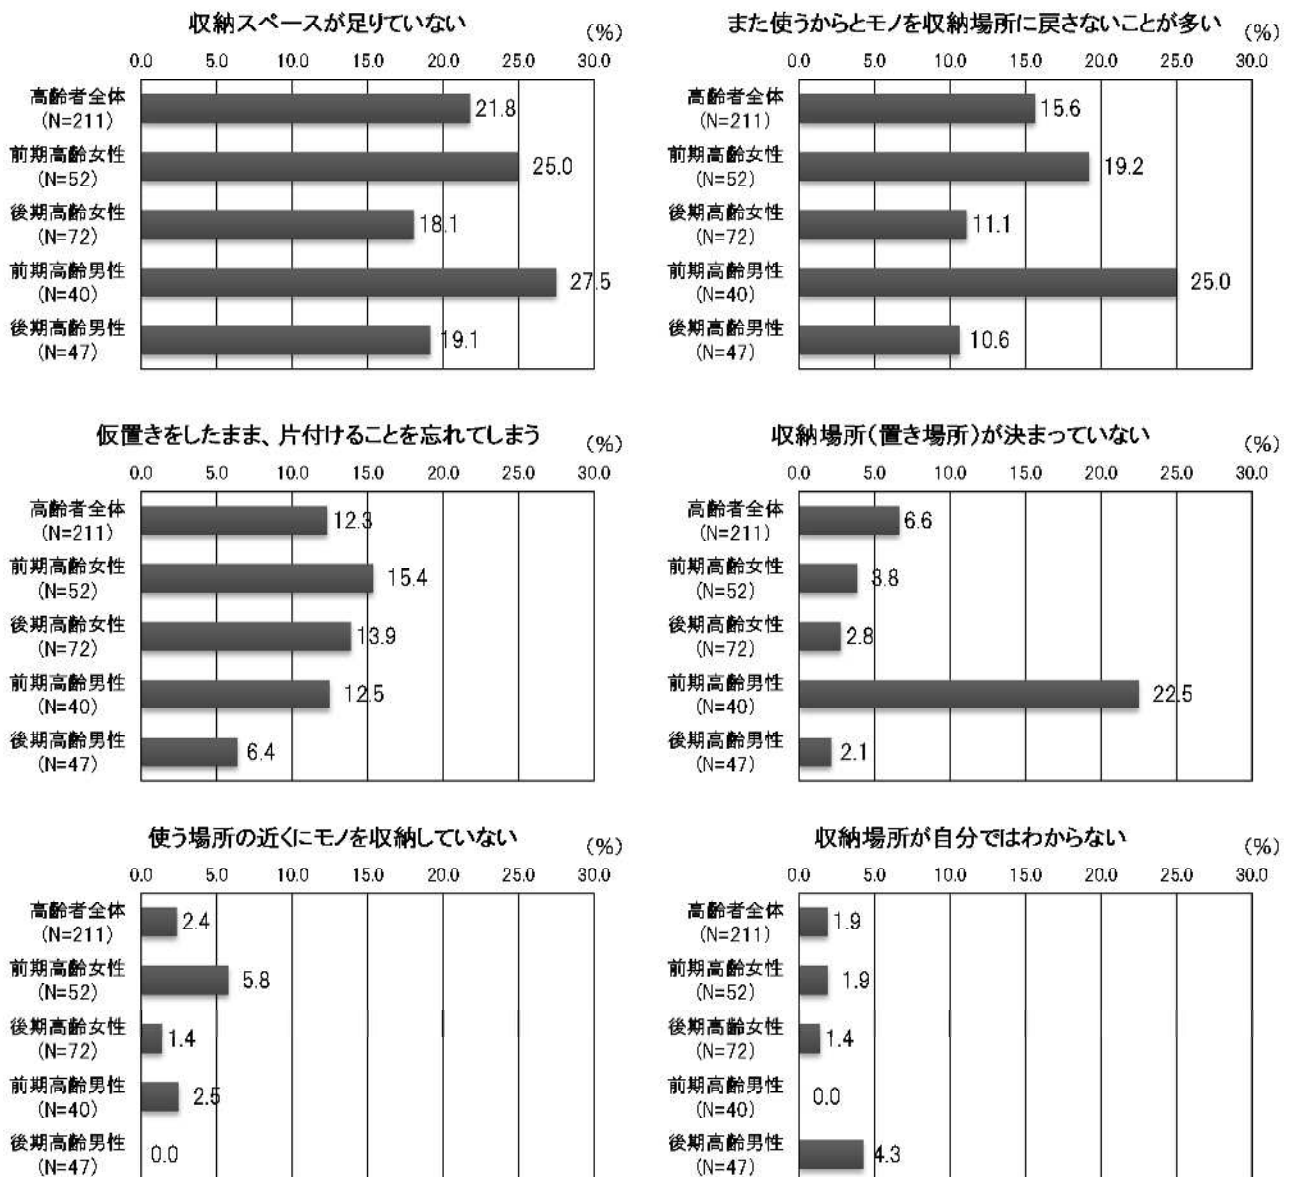 収納スペースが足りていない (%)
0.0 5.0 10.0 15.0 20.0 25.0 30.0
高齢者全体 21.8
(N=211)
前期高齢女性 25.0
(N=52)
後期高齢女性 18.1
(N=72)
前期高齢男性 27.5
(N=40)
後期高齢男性 19.1
(N=47)
また使うからとモノを収納場所に戻さないことが多い (%)
0.0 5.0 10.0 15.0 20.0 25.0 30.0
高齢者全体 15.6
(N=211)
前期高齢女性 19.2
(N=52)
後期高齢女性 11.1
(N=72)
前期高齢男性 25.0
(N=40)
後期高齢男性 10.6
(N=47)
仮置きをしたまま、片付けることを忘れてしまう (%)
0.0 5.0 10.0 15.0 20.0 25.0 30.0
高齢者全体 12.3
(N=211)
前期高齢女性 15.4
(N=52)
後期高齢女性 13.9
(N=72)
前期高齢男性 12.5
(N=40)
後期高齢男性 6.4
(N=47)
収納場所(置き場所)が決まっていない (%)
0.0 5.0 10.0 15.0 20.0 25.0 30.0
高齢者全体 6.6
(N=211)
前期高齢女性 3.8
(N=52)
後期高齢女性 2.8
(N=72)
前期高齢男性 22.5
(N=40)
後期高齢男性 2.1
(N=47)
使う場所の近くにモノを収納していない (%)
0.0 5.0 10.0 15.0 20.0 25.0 30.0
高齢者全体 2.4
(N=211)
前期高齢女性 5.8
(N=52)
後期高齢女性 1.4
(N=72)
前期高齢男性 2.5
(N=40)
後期高齢男性 0.0
(N=47)
収納場所が自分ではわからない (%)
0.0 5.0 10.0 15.0 20.0 25.0 30.0
高齢者全体 1.9
(N=211)
前期高齢女性 1.9
(N=52)
後期高齢女性 1.4
(N=72)
前期高齢男性 0.0
(N=40)
後期高齢男性 4.3
(N=47)